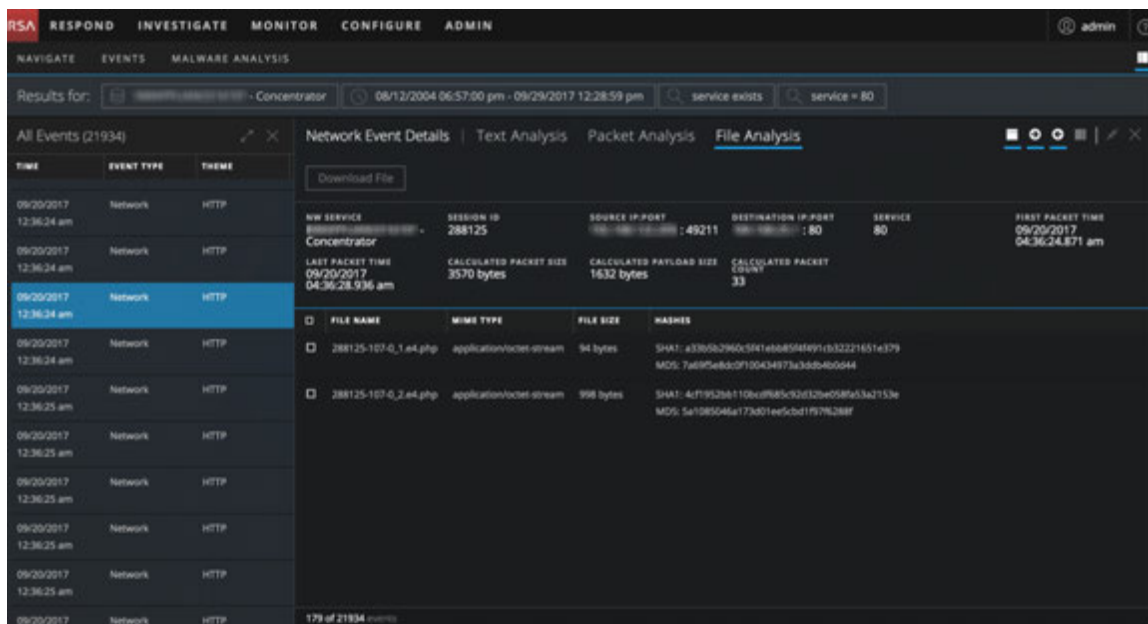 RSA RESPOND INVESTIGATE MONITOR CONFIGURE ADMIN admin
NAVIGATE EVENTS MALWARE ANALYSIS
Results for: - Concentrator 08/12/2004 06:57:00 pm - 09/29/2017 12:28:59 pm service exists service = 80
All Events (21934)
TIME EVENT TYPE THEME
09/20/2017 Network HTTP
12:36:24 am
09/20/2017 Network HTTP
12:36:24 am
09/20/2017 Network HTTP
12:36:24 am
09/20/2017 Network HTTP
12:36:24 am
09/20/2017 Network HTTP
12:36:25 am
09/20/2017 Network HTTP
12:36:25 am
09/20/2017 Network HTTP
12:36:25 am
09/20/2017 Network HTTP
12:36:25 am
09/20/2017 Network HTTP
12:36:25 am
09/20/2017 Network HTTP
Network Event Details | Text Analysis Packet Analysis File Analysis
Download File
NW SERVICE SESSION ID SOURCE IP:PORT DESTINATION IP:PORT SERVICE FIRST PACKET TIME
- 288125 : 49211 : 80 80 09/20/2017
Concentrator 04:36:24.871 am
LAST PACKET TIME CALCULATED PACKET SIZE CALCULATED PAYLOAD SIZE CALCULATED PACKET COUNT
09/20/2017 3570 bytes 1632 bytes 33
04:36:28.936 am
FILE NAME MIME TYPE FILE SIZE HASHES
288125-107-0_1.e4.php application/octet-stream 94 bytes SHA1:
MD5:
288125-107-0_2.e4.php application/octet-stream 998 bytes SHA1:
MD5:
179 of 21934 events